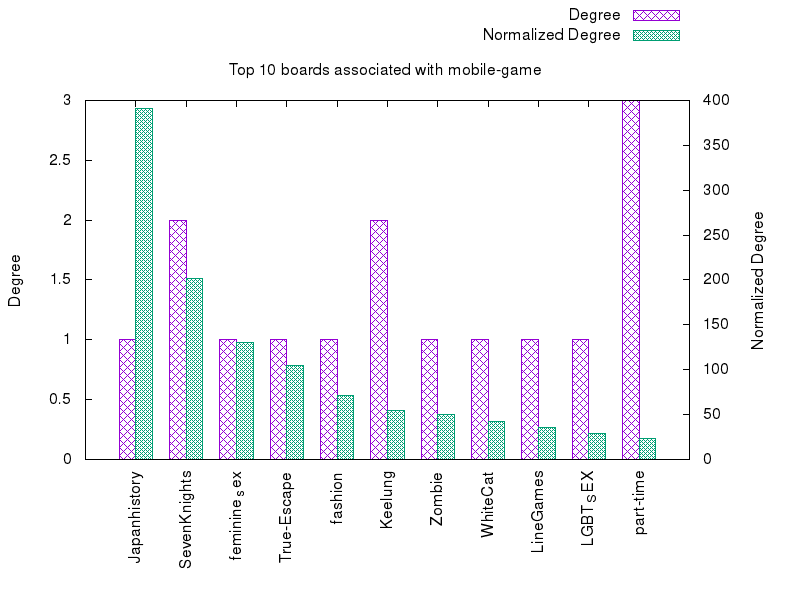 Degree
Normalized Degree
Top 10 boards associated with mobile-game
3
2.5
2
1.5
1
0.5
0
Degree
400
350
300
250
200
150
100
50
0
Normalized Degree
Japanhistory
SevenKnights
feminine_sex
True-Escape
fashion
Keelung
Zombie
WhiteCat
LineGames
LGBT_SEX
part-time